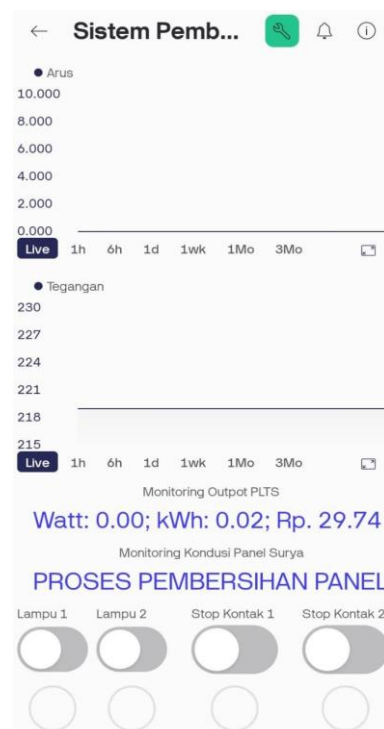 Sistem Pemb...
Arus
10.000
8.000
6.000
4.000
2.000
0.000
Live 1h 6h 1d 1wk 1Mo 3Mo
Tegangan
230
227
224
221
218
215
Live 1h 6h 1d 1wk 1Mo 3Mo
Monitoring Outpot PLTS
Watt: 0.00; kWh: 0.02; Rp. 29.74
Monitoring Kondusi Panel Surya
PROSES PEMBERSIHAN PANEL
Lampu 1 Lampu 2 Stop Kontak 1 Stop Kontak 2